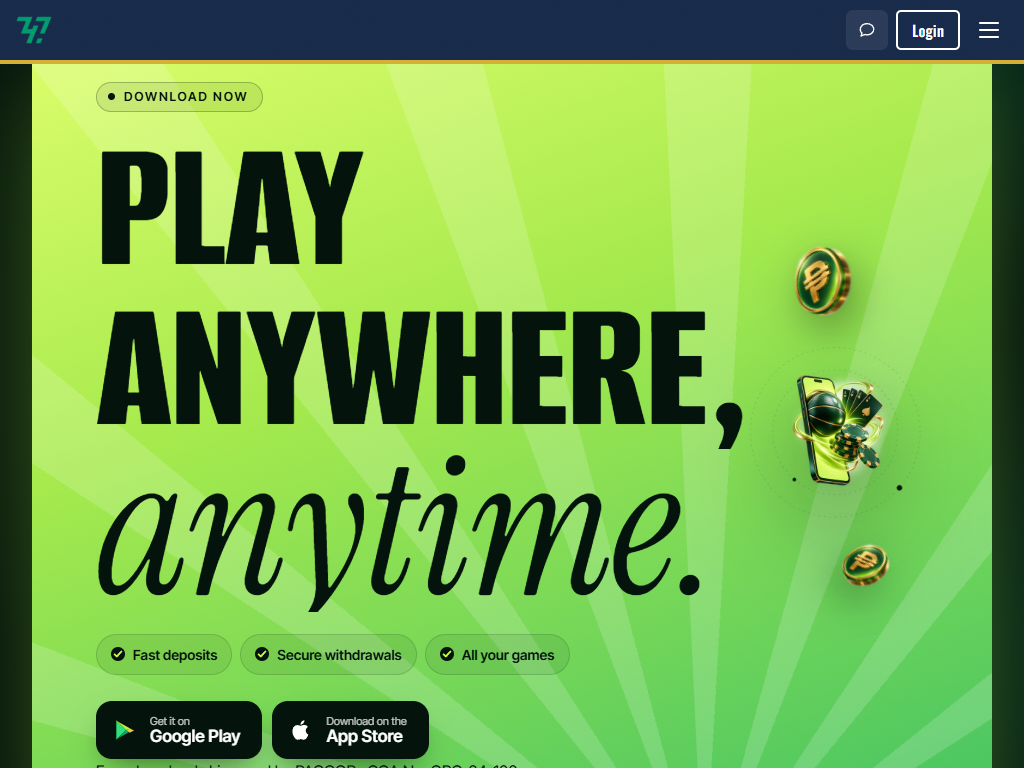 Login
DOWNLOAD NOW
PLAY
ANYWHERE,
anytime.
Fast deposits
Secure withdrawals
All your games
Get it on
Google Play
Download on the
App Store